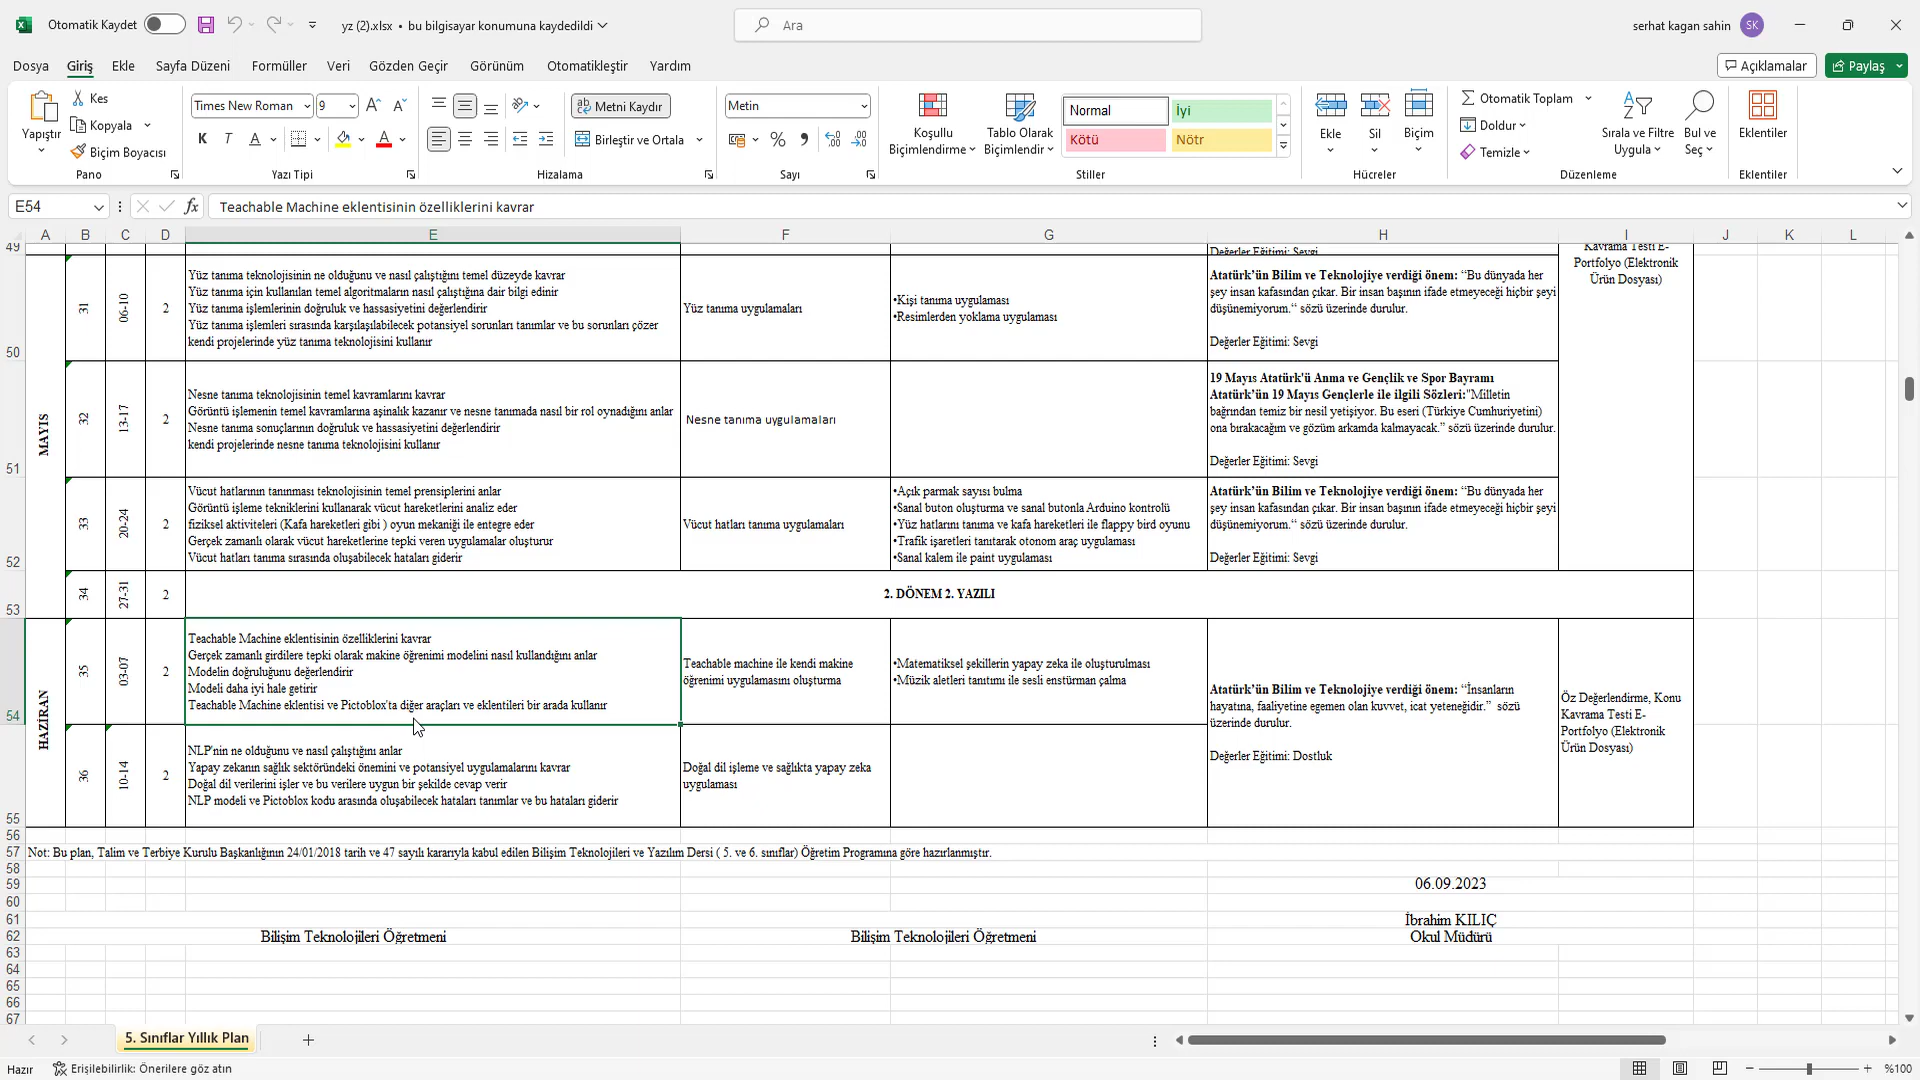 Otomatik Kaydet
yz (2).xlsx • bu bilgisayar konumuna kaydedildi
Ara
serhat kagan sahin
SK
Dosya
Giriş
Ekle
Sayfa Düzeni
Formüller
Veri
Gözden Geçir
Görünüm
Otomatikleştir
Yardım
Açıklamalar
Paylaş
Yapıştır
Kes
Kopyala
Biçim Boyacısı
Pano
Times New Roman
9
K T A
Yazı Tipi
Metni Kaydır
Birleştir ve Ortala
Hizalama
Metin
Sayı
Koşullu
Biçimlendirme
Tablo Olarak
Biçimlendir
Normal
İyi
Kötü
Nötr
Stiller
Ekle
Sil
Biçim
Hücreler
Otomatik Toplam
Doldur
Temizle
Sırala ve Filtre
Uygula
Bul ve
Seç
Düzenleme
Eklentiler
Eklentiler
E54
fx
Teachable Machine eklentisinin özelliklerini kavrar
A B C D E F G H I J K L
49
Değerler Eğitimi: Sevgi
Kavrama Testi E-
Portfolyo (Elektronik
Ürün Dosyası)
50
MAYIS
31
06-10
2
Yüz tanıma teknolojisinin ne olduğunu ve nasıl çalıştığını temel düzeyde kavrar
Yüz tanıma için kullanılan temel algoritmaların nasıl çalıştığına dair bilgi edinir
Yüz tanıma işlemlerinin doğruluk ve hassasiyetini değerlendirir
Yüz tanıma işlemleri sırasında karşılaşılabilecek potansiyel sorunları tanımlar ve bu sorunları çözer
kendi projelerinde yüz tanıma teknolojisini kullanır
Yüz tanıma uygulamaları
•Kişi tanıma uygulaması
•Resimlerden yoklama uygulaması
Atatürk’ün Bilim ve Teknolojiye verdiği önem: “Bu dünyada her
şey insan kafasından çıkar. Bir insan başının ifade etmeyeceği hiçbir şeyi
düşünemiyorum.“ sözü üzerinde durulur.
Değerler Eğitimi: Sevgi
51
32
13-17
2
Nesne tanıma teknolojisinin temel kavramlarını kavrar
Görüntü işlemenin temel kavramlarına aşinalık kazanır ve nesne tanımada nasıl bir rol oynadığını anlar
Nesne tanıma sonuçlarının doğruluk ve hassasiyetini değerlendirir
kendi projelerinde nesne tanıma teknolojisini kullanır
Nesne tanıma uygulamaları
19 Mayıs Atatürk'ü Anma ve Gençlik ve Spor Bayramı
Atatürk’ün 19 Mayıs Gençlerle ile ilgili Sözleri:"Milletin
bağrından temiz bir nesil yetişiyor. Bu eseri (Türkiye Cumhuriyetini)
ona bırakacağım ve gözüm arkamda kalmayacak.” sözü üzerinde durulur.
Değerler Eğitimi: Sevgi
52
33
20-24
2
Vücut hatlarının tanınması teknolojisinin temel prensiplerini anlar
Görüntü işleme tekniklerini kullanarak vücut hareketlerini analiz eder
fiziksel aktiviteleri (Kafa hareketleri gibi ) oyun mekaniği ile entegre eder
Gerçek zamanlı olarak vücut hareketlerine tepki veren uygulamalar oluşturur
Vücut hatları tanıma sırasında oluşabilecek hataları giderir
Vücut hatları tanıma uygulamaları
•Açık parmak sayısı bulma
•Sanal buton oluşturma ve sanal butonla Arduino kontrolü
•Yüz hatlarını tanıma ve kafa hareketleri ile flappy bird oyunu
•Trafik işaretleri tanıtarak otonom araç uygulaması
•Sanal kalem ile paint uygulaması
Atatürk’ün Bilim ve Teknolojiye verdiği önem: “Bu dünyada her
şey insan kafasından çıkar. Bir insan başının ifade etmeyeceği hiçbir şeyi
düşünemiyorum.“ sözü üzerinde durulur.
Değerler Eğitimi: Sevgi
53
34
27-31
2
2. DÖNEM 2. YAZILI
54
HAZİRAN
35
03-07
2
Teachable Machine eklentisinin özelliklerini kavrar
Gerçek zamanlı girdilere tepki olarak makine öğrenimi modelini nasıl kullandığını anlar
Modelin doğruluğunu değerlendirir
Modeli daha iyi hale getirir
Teachable Machine eklentisi ve Pictoblox'ta diğer araçları ve eklentileri bir arada kullanır
Teachable machine ile kendi makine
öğrenimi uygulamasını oluşturma
•Matematiksel şekillerin yapay zeka ile oluşturulması
•Müzik aletleri tanıtımı ile sesli enstürman çalma
Atatürk’ün Bilim ve Teknolojiye verdiği önem: “İnsanların
hayatına, faaliyetine egemen olan kuvvet, icat yeteneğidir.” sözü
üzerinde durulur.
Değerler Eğitimi: Dostluk
Öz Değerlendirme, Konu
Kavrama Testi E-
Portfolyo (Elektronik
Ürün Dosyası)
55
36
10-14
2
NLP'nin ne olduğunu ve nasıl çalıştığını anlar
Yapay zekanın sağlık sektöründeki önemini ve potansiyel uygulamalarını kavrar
Doğal dil verilerini işler ve bu verilere uygun bir şekilde cevap verir
NLP modeli ve Pictoblox kodu arasında oluşabilecek hataları tanımlar ve bu hataları giderir
Doğal dil işleme ve sağlıkta yapay zeka
uygulaması
56
57
Not: Bu plan, Talim ve Terbiye Kurulu Başkanlığının 24/01/2018 tarih ve 47 sayılı kararıyla kabul edilen Bilişim Teknolojileri ve Yazılım Dersi ( 5. ve 6. sınıflar) Öğretim Programına göre hazırlanmıştır.
58
59
06.09.2023
60
61
İbrahim KILIÇ
62
Bilişim Teknolojileri Öğretmeni
Bilişim Teknolojileri Öğretmeni
Okul Müdürü
63
64
65
66
67
5. Sınıflar Yıllık Plan
Hazır
Erişilebilirlik: Önerilere göz atın
%100